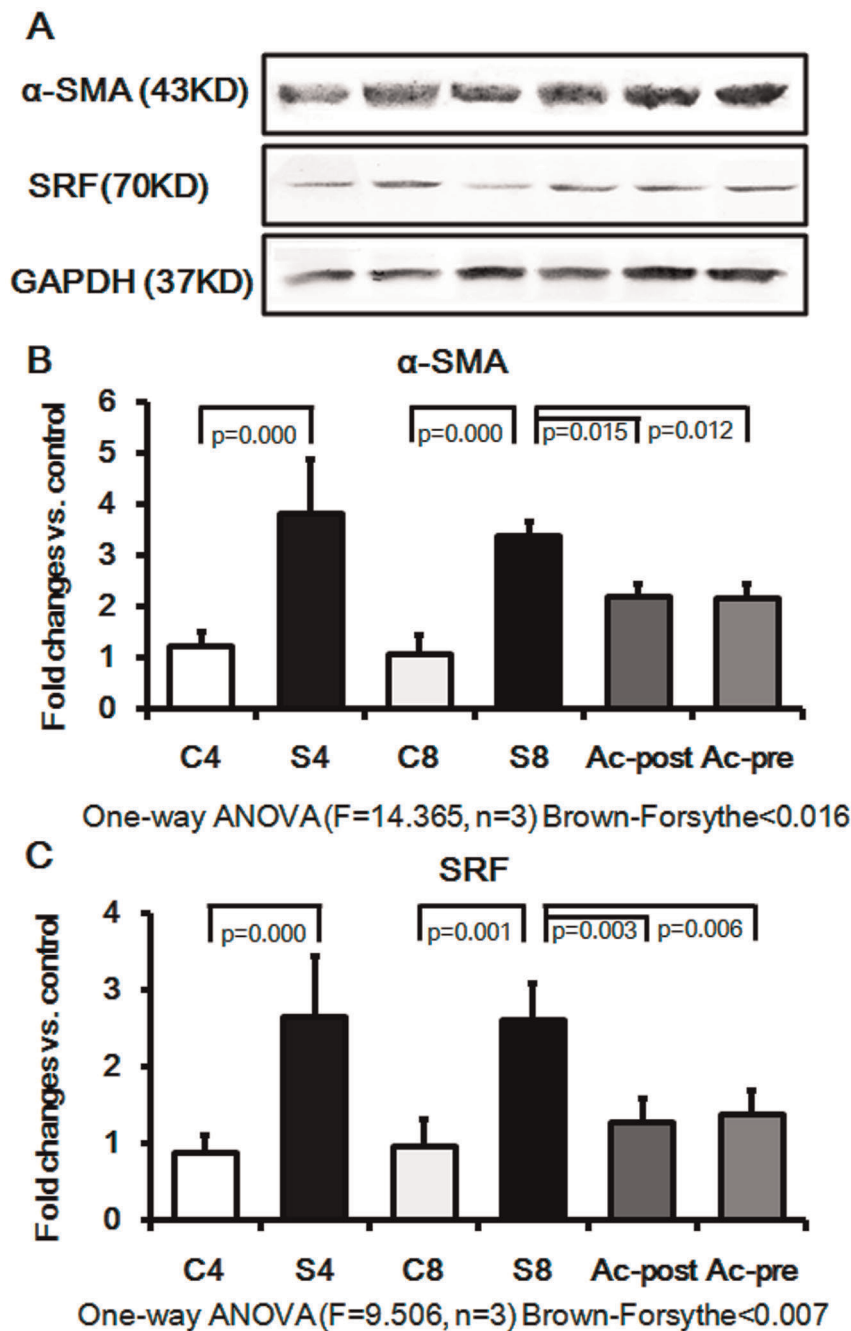 A
α-SMA (43KD)
SRF(70KD)
GAPDH (37KD)
B
α-SMA
Fold changes vs. control
6
5
4
3
2
1
0
p=0.000
p=0.000
p=0.015
p=0.012
C4 S4 C8 S8 Ac-post Ac-pre
One-way ANOVA(F=14.365, n=3) Brown-Forsythe<0.016
C
SRF
Fold changes vs. control
4
3
2
1
0
p=0.000
p=0.001
p=0.003
p=0.006
C4 S4 C8 S8 Ac-post Ac-pre
One-way ANOVA(F=9.506, n=3) Brown-Forsythe<0.007